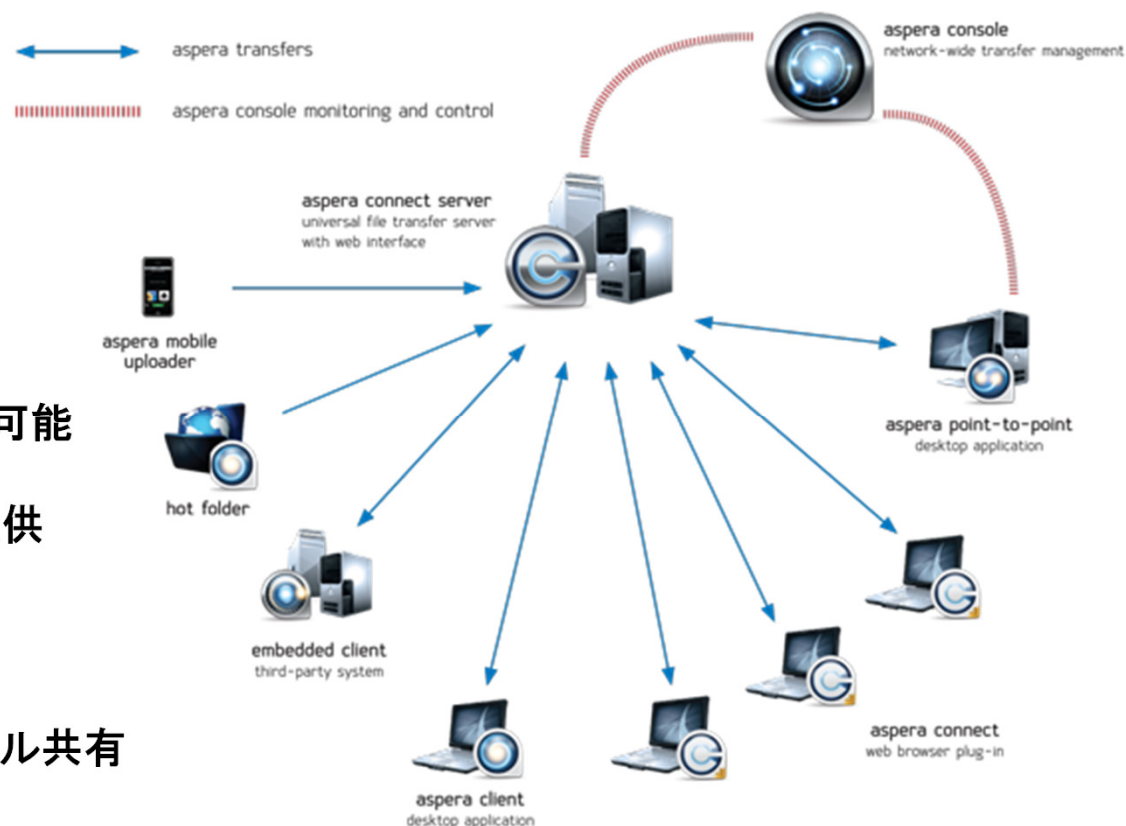 aspera transfers
aspera console monitoring and control
aspera console
network-wide transfer management
aspera connect server
universal file transfer server
with web interface
aspera mobile
uploader
可能
hot folder
供
embedded client
third-party system
ル共有
aspera client
desktop application
aspera connect
web browser plug-in
aspera point-to-point
desktop application